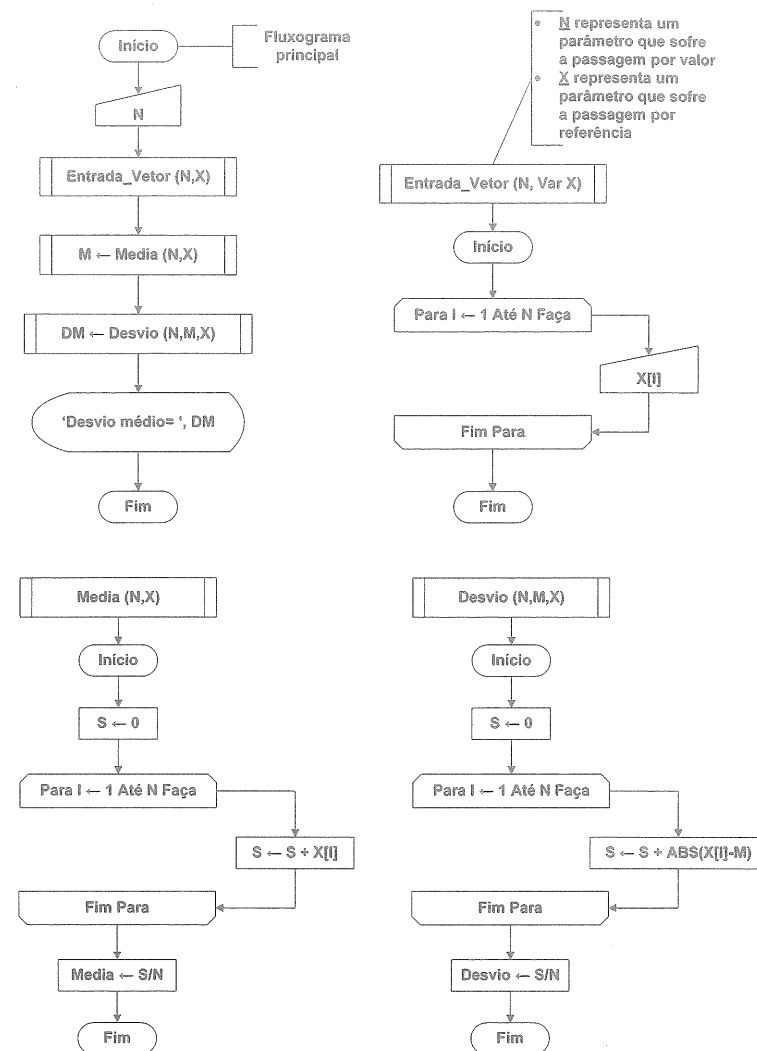 Início
Fluxograma
principal
N
Entrada_Vetor (N,X)
M ← Media (N,X)
DM ← Desvio (N,M,X)
‘Desvio médio= ‘, DM
Fim
• N representa um
parâmetro que sofre
a passagem por valor
• X representa um
parâmetro que sofre
a passagem por
referência
Entrada_Vetor (N, Var X)
Início
Para I ← 1 Até N Faça
X[I]
Fim Para
Fim
Media (N,X)
Início
S ← 0
Para I ← 1 Até N Faça
S ← S + X[I]
Fim Para
Media ← S/N
Fim
Desvio (N,M,X)
Início
S ← 0
Para I ← 1 Até N Faça
S ← S + ABS(X[I]-M)
Fim Para
Desvio ← S/N
Fim